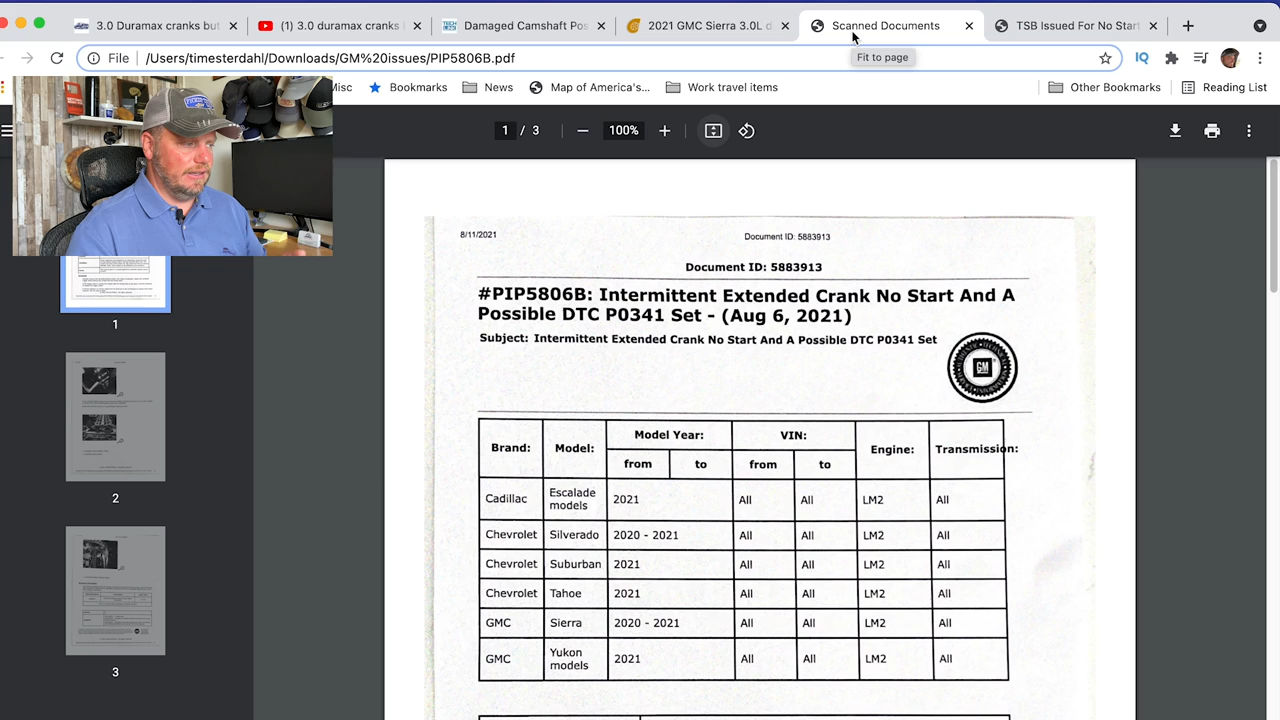 3.0 Duramax cranks but
(1) 3.0 duramax cranks
Damaged Camshaft Pos
2021 GMC Sierra 3.0L d
Scanned Documents
TSB Issued For No Start
File
/Users/timesterdahl/Downloads/GM%20issues/PIP5806B.pdf
Fit to page
IQ
Misc
Bookmarks
News
Map of America's...
Work travel items
Other Bookmarks
Reading List
1 / 3
100%
8/11/2021
Document ID: 5883913
Document ID: 5883913
#PIP5806B: Intermittent Extended Crank No Start And A
Possible DTC P0341 Set - (Aug 6, 2021)
Subject: Intermittent Extended Crank No Start And A Possible DTC P0341 Set
GM
Brand: Model: Model Year: VIN: Engine: Transmission:
from to from to
Cadillac Escalade models 2021 All All LM2 All
Chevrolet Silverado 2020 - 2021 All All LM2 All
Chevrolet Suburban 2021 All All LM2 All
Chevrolet Tahoe 2021 All All LM2 All
GMC Sierra 2020 - 2021 All All LM2 All
GMC Yukon models 2021 All All LM2 All
1
2
3